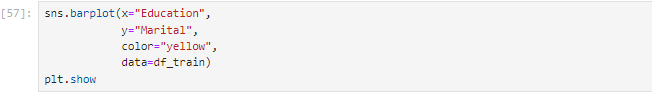 [57]: sns.barplot(x="Education",
            y="Marital",
            color="yellow",
            data=df_train)
plt.show